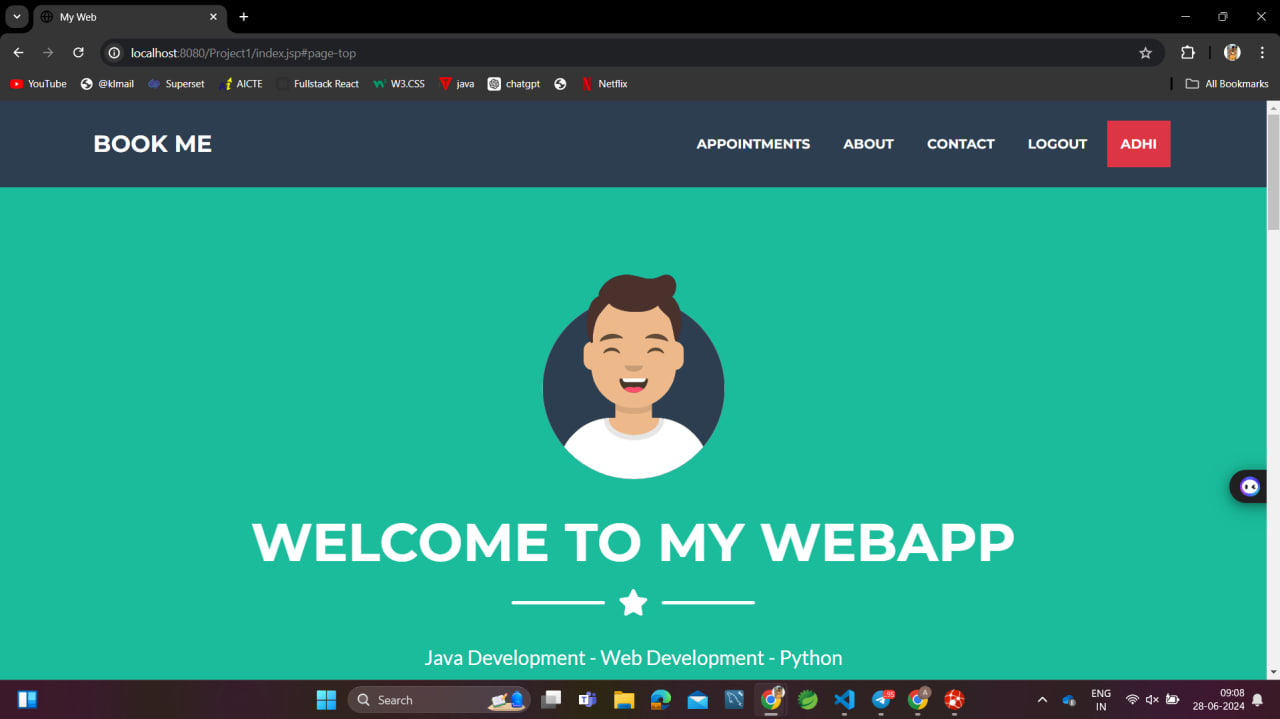 My Web
localhost:8080/Project1/index.jsp#page-top
YouTube @klmail Superset AICTE Fullstack React W3.CSS java chatgpt Netflix All Bookmarks
BOOK ME APPOINTMENTS ABOUT CONTACT LOGOUT ADHI
WELCOME TO MY WEBAPP
Java Development - Web Development - Python
Search
95
A
ENG
IN
09:08
28-06-2024